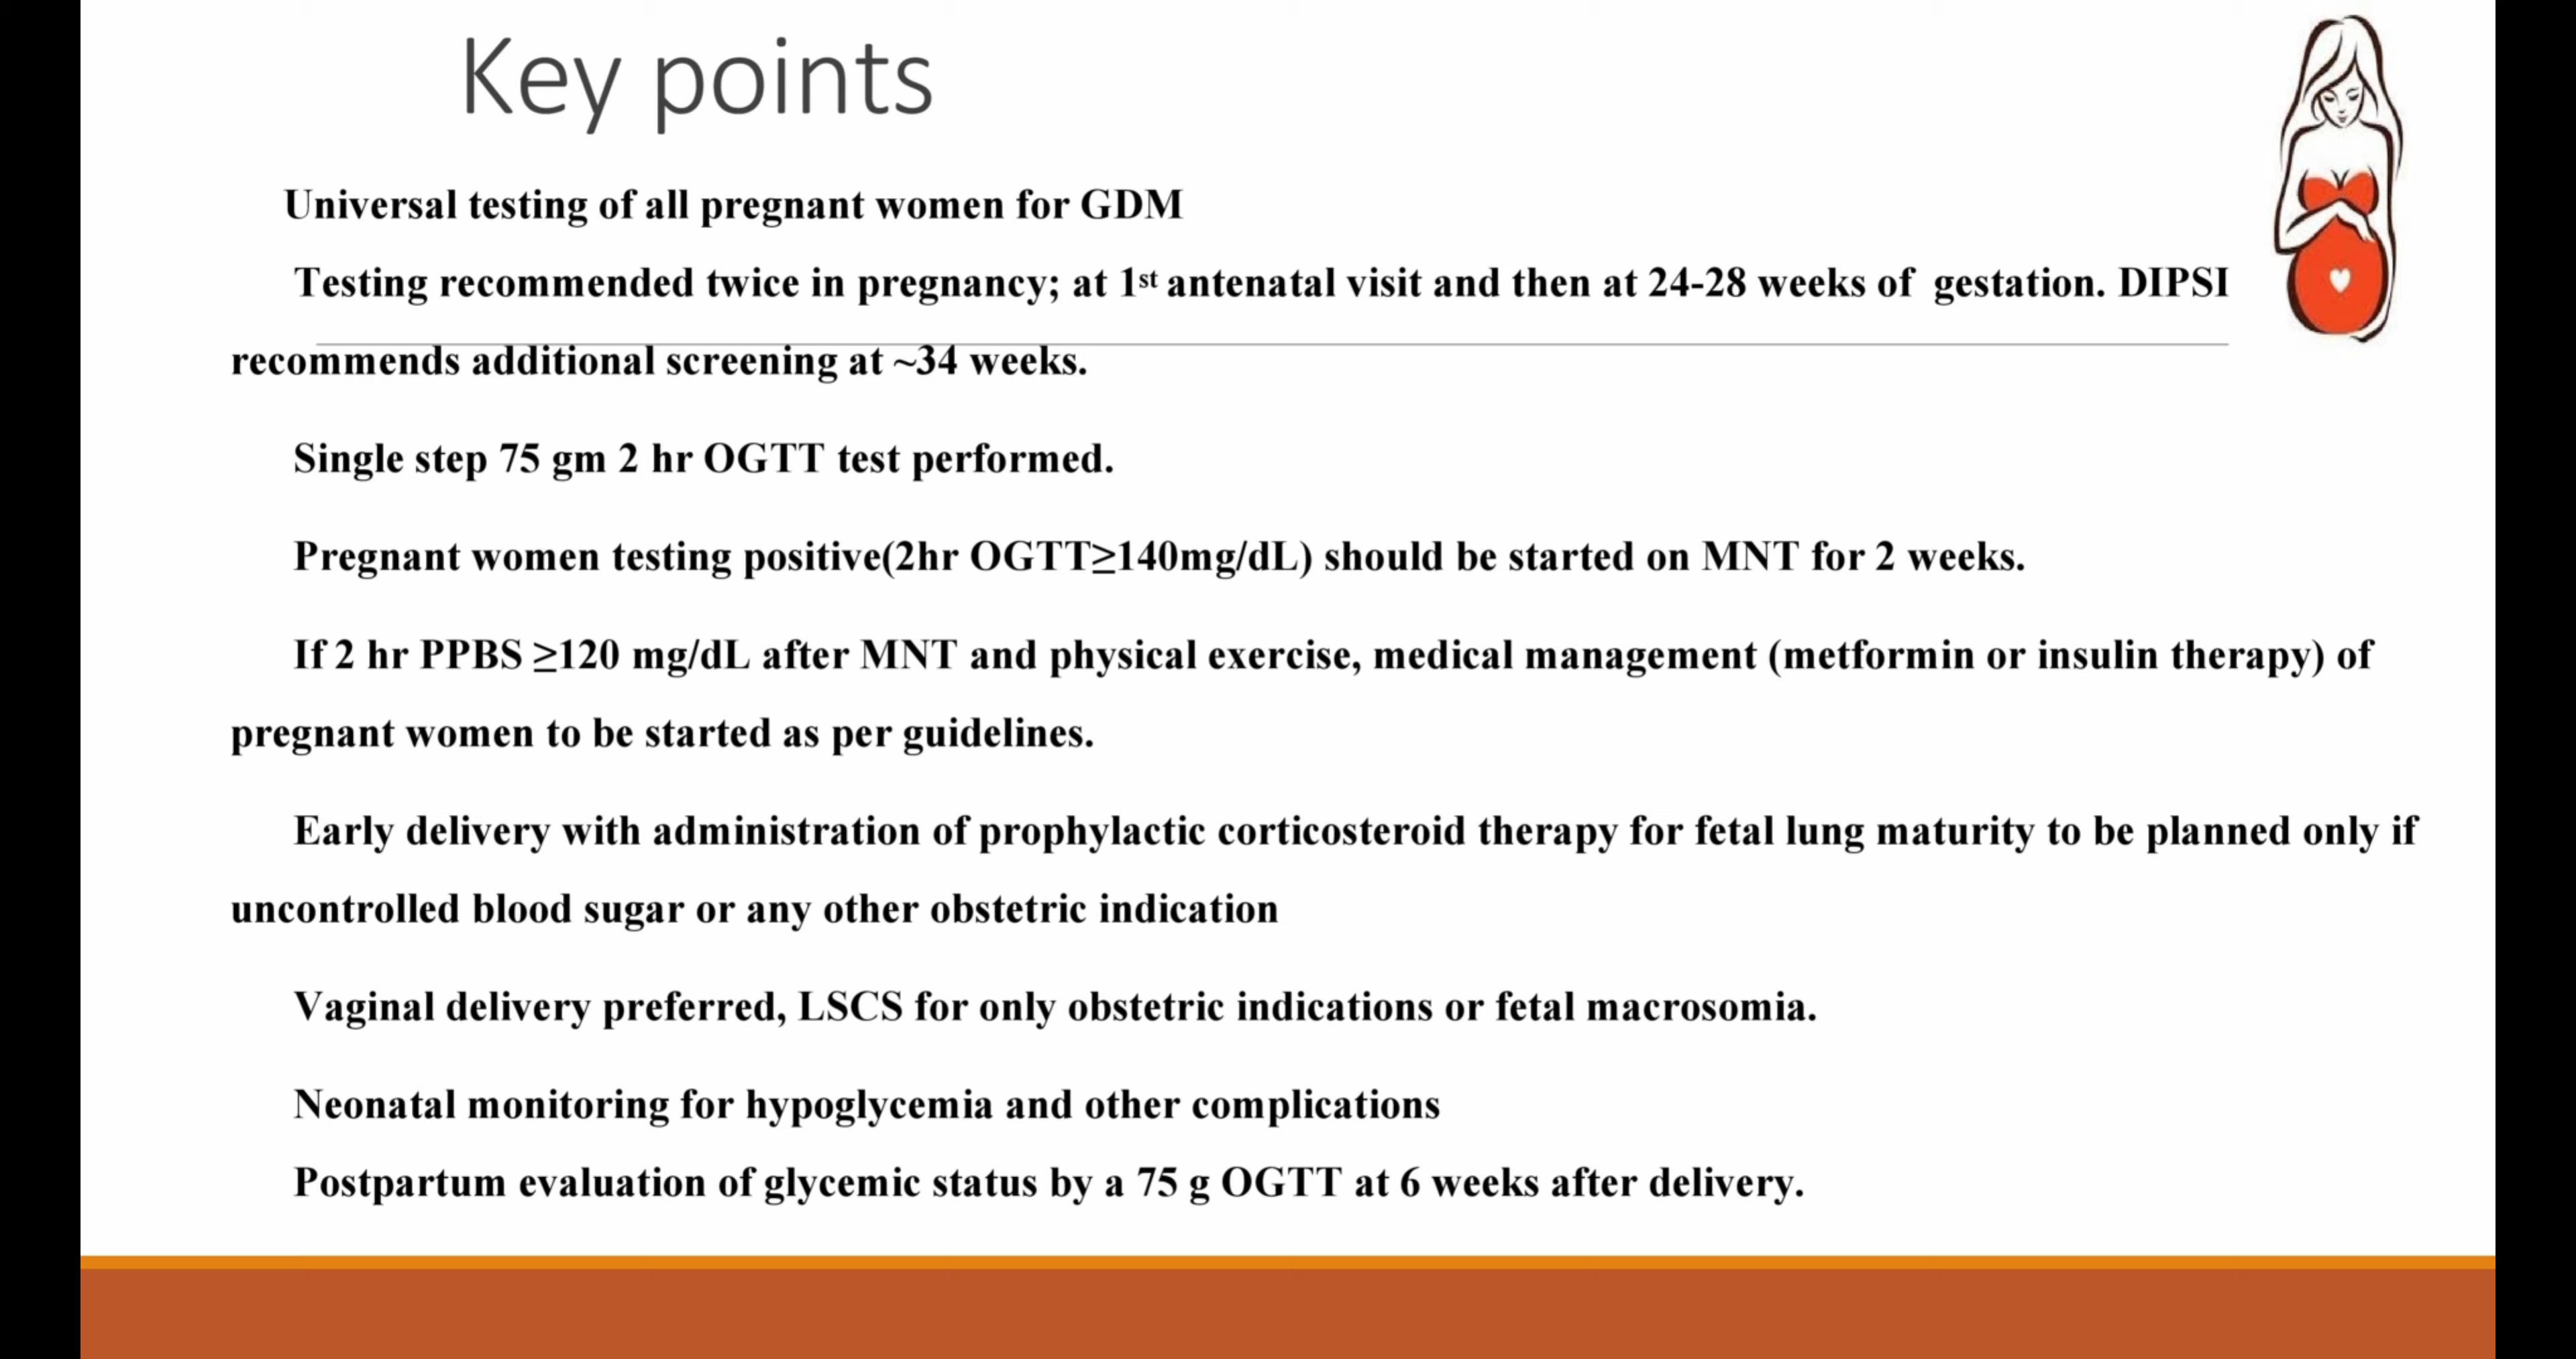 Key points
Universal testing of all pregnant women for GDM
Testing recommended twice in pregnancy; at 1st antenatal visit and then at 24-28 weeks of gestation. DIPSI
recommends additional screening at ~34 weeks.
Single step 75 gm 2 hr OGTT test performed.
Pregnant women testing positive(2hr OGTT≥140mg/dL) should be started on MNT for 2 weeks.
If 2 hr PPBS ≥120 mg/dL after MNT and physical exercise, medical management (metformin or insulin therapy) of
pregnant women to be started as per guidelines.
Early delivery with administration of prophylactic corticosteroid therapy for fetal lung maturity to be planned only if
uncontrolled blood sugar or any other obstetric indication
Vaginal delivery preferred, LSCS for only obstetric indications or fetal macrosomia.
Neonatal monitoring for hypoglycemia and other complications
Postpartum evaluation of glycemic status by a 75 g OGTT at 6 weeks after delivery.